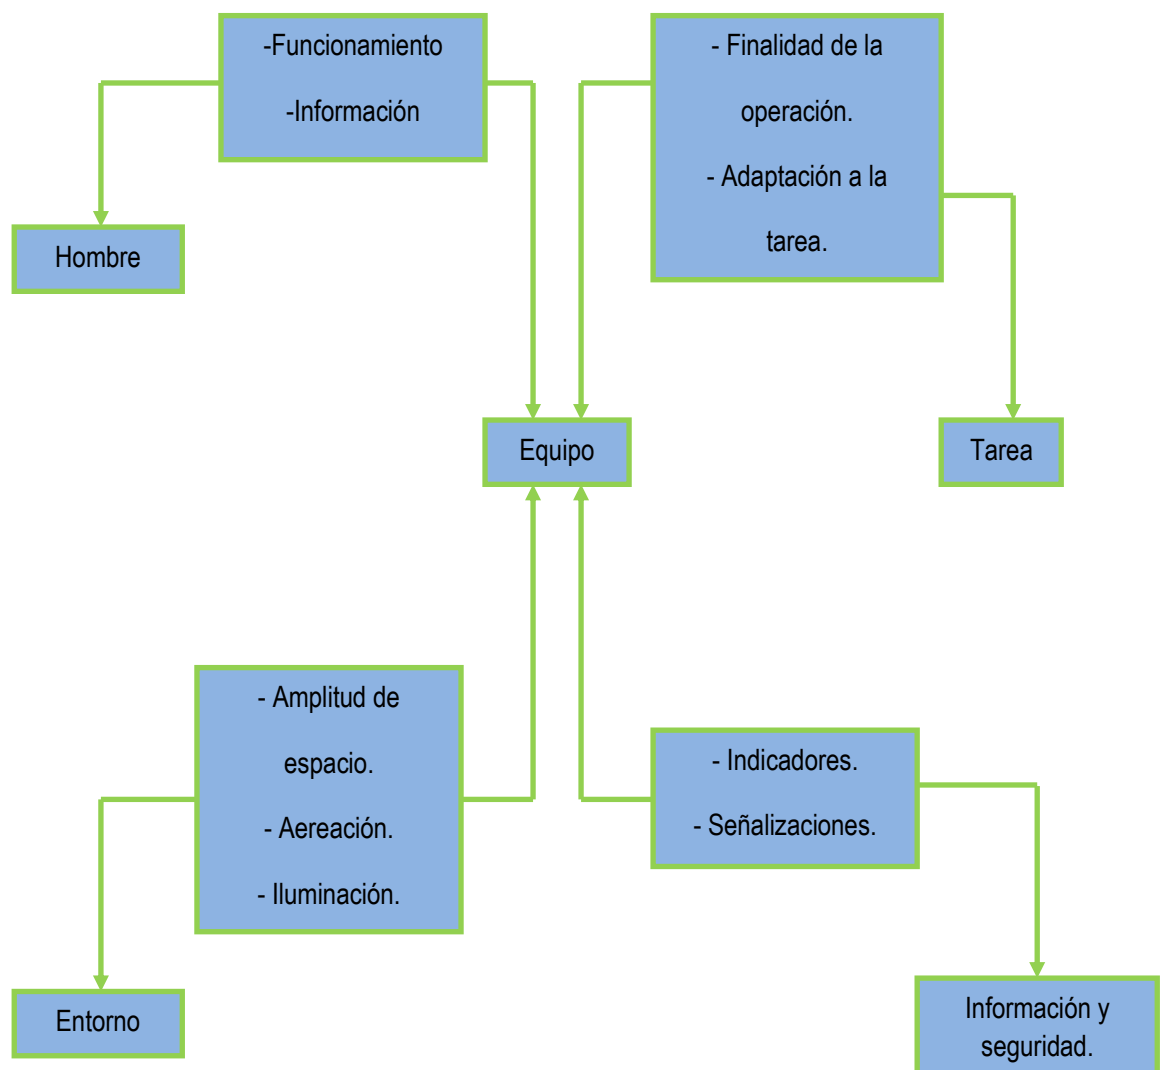 -Funcionamiento
-Información
- Finalidad de la
operación.
- Adaptación a la
tarea.
Hombre
Equipo
Tarea
- Amplitud de
espacio.
- Aereación.
- Iluminación.
- Indicadores.
- Señalizaciones.
Entorno
Información y
seguridad.